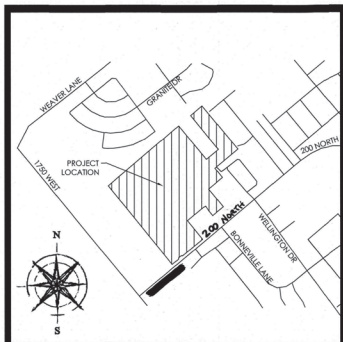 WEAVER LANE
GRANITE DR
1750 WEST
PROJECT
LOCATION
200 NORTH
200 NORTH
WELLINGTON DR
BONNEVILLE LANE
N
S